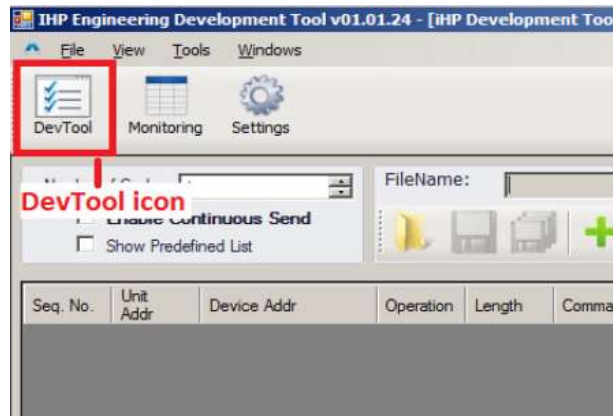 IHP Engineering Development Tool v01.01.24 - [iHP Development Too
File View Tools Windows
DevTool Monitoring Settings
DevTool icon
FileName:
Enable Continuous Send
Show Predefined List
Seq. No. Unit Addr Device Addr Operation Length Comma